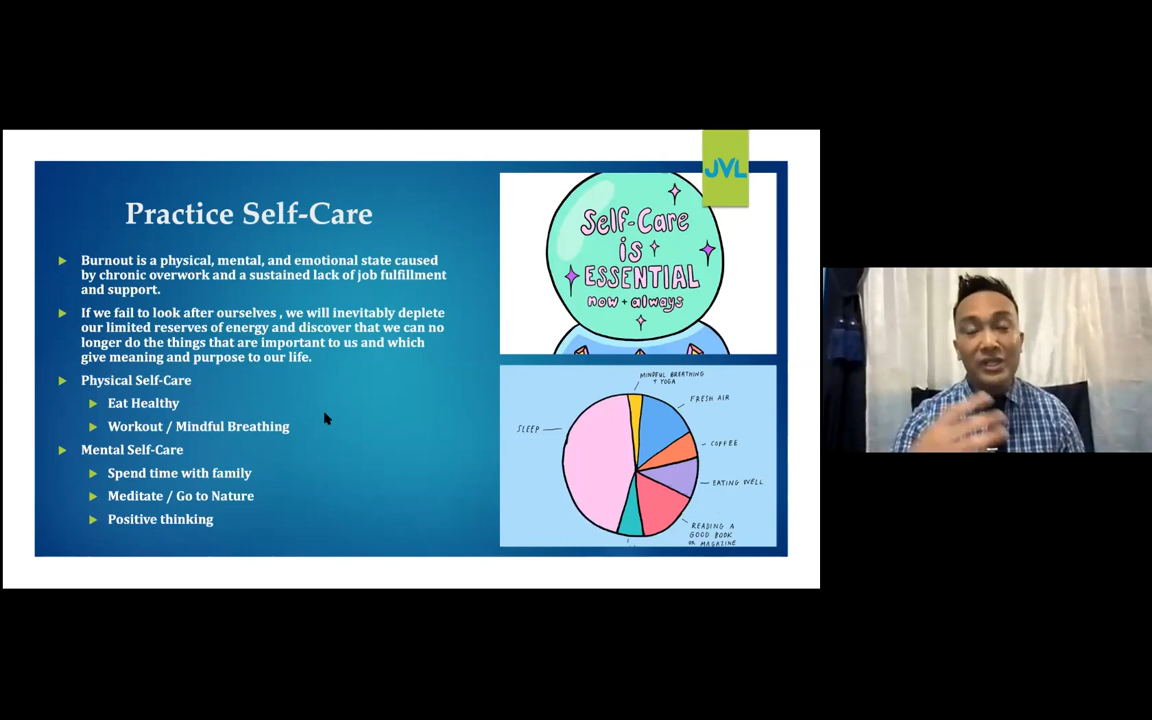 JVL
Practice Self-Care
Burnout is a physical, mental, and emotional state caused
by chronic overwork and a sustained lack of job fulfillment
and support.
If we fail to look after ourselves , we will inevitably deplete
our limited reserves of energy and discover that we can no
longer do the things that are important to us and which
give meaning and purpose to our life.
Physical Self-Care
Eat Healthy
Workout / Mindful Breathing
Mental Self-Care
Spend time with family
Meditate / Go to Nature
Positive thinking
Self-Care
is
ESSENTIAL
now + always
MINDFUL BREATHING
+ YOGA
FRESH AIR
SLEEP
COFFEE
EATING WELL
READING A
GOOD BOOK
OR MAGAZINE